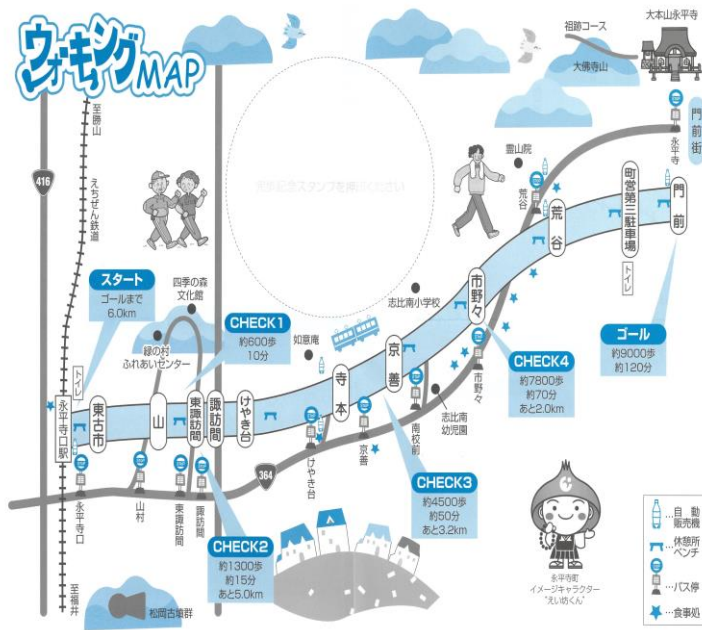 ウォーキング
MAP
至勝山
えちぜん鉄道
416
スタート
ゴールまで
6.0km
四季の森
文化館
緑の村
ふれあいセンター
CHECK1
約600歩
10分
如意庵
志比南小学校
霊山院
祖跡コース
大佛寺山
大本山永平寺
永平寺
門前街
荒谷
トイレ
永平寺口駅
東古市
山
東諏訪間
諏訪間
けやき台
寺本
京善
市野々
荒谷
町営第三駐車場
門前
トイレ
ゴール
約9000歩
約120分
CHECK4
約7800歩
約70分
あと2.0km
市野々
志比南
幼児園
南校前
京善
けやき台
364
CHECK3
約4500歩
約50分
あと3.2km
永平寺口
山村
東諏訪間
諏訪間
CHECK2
約1300歩
約15分
あと5.0km
至福井
松岡古墳群
永平寺町
イメージキャラクター
"えい坊くん"
…自動
販売機
…休憩所
ベンチ
…バス停
…食事処